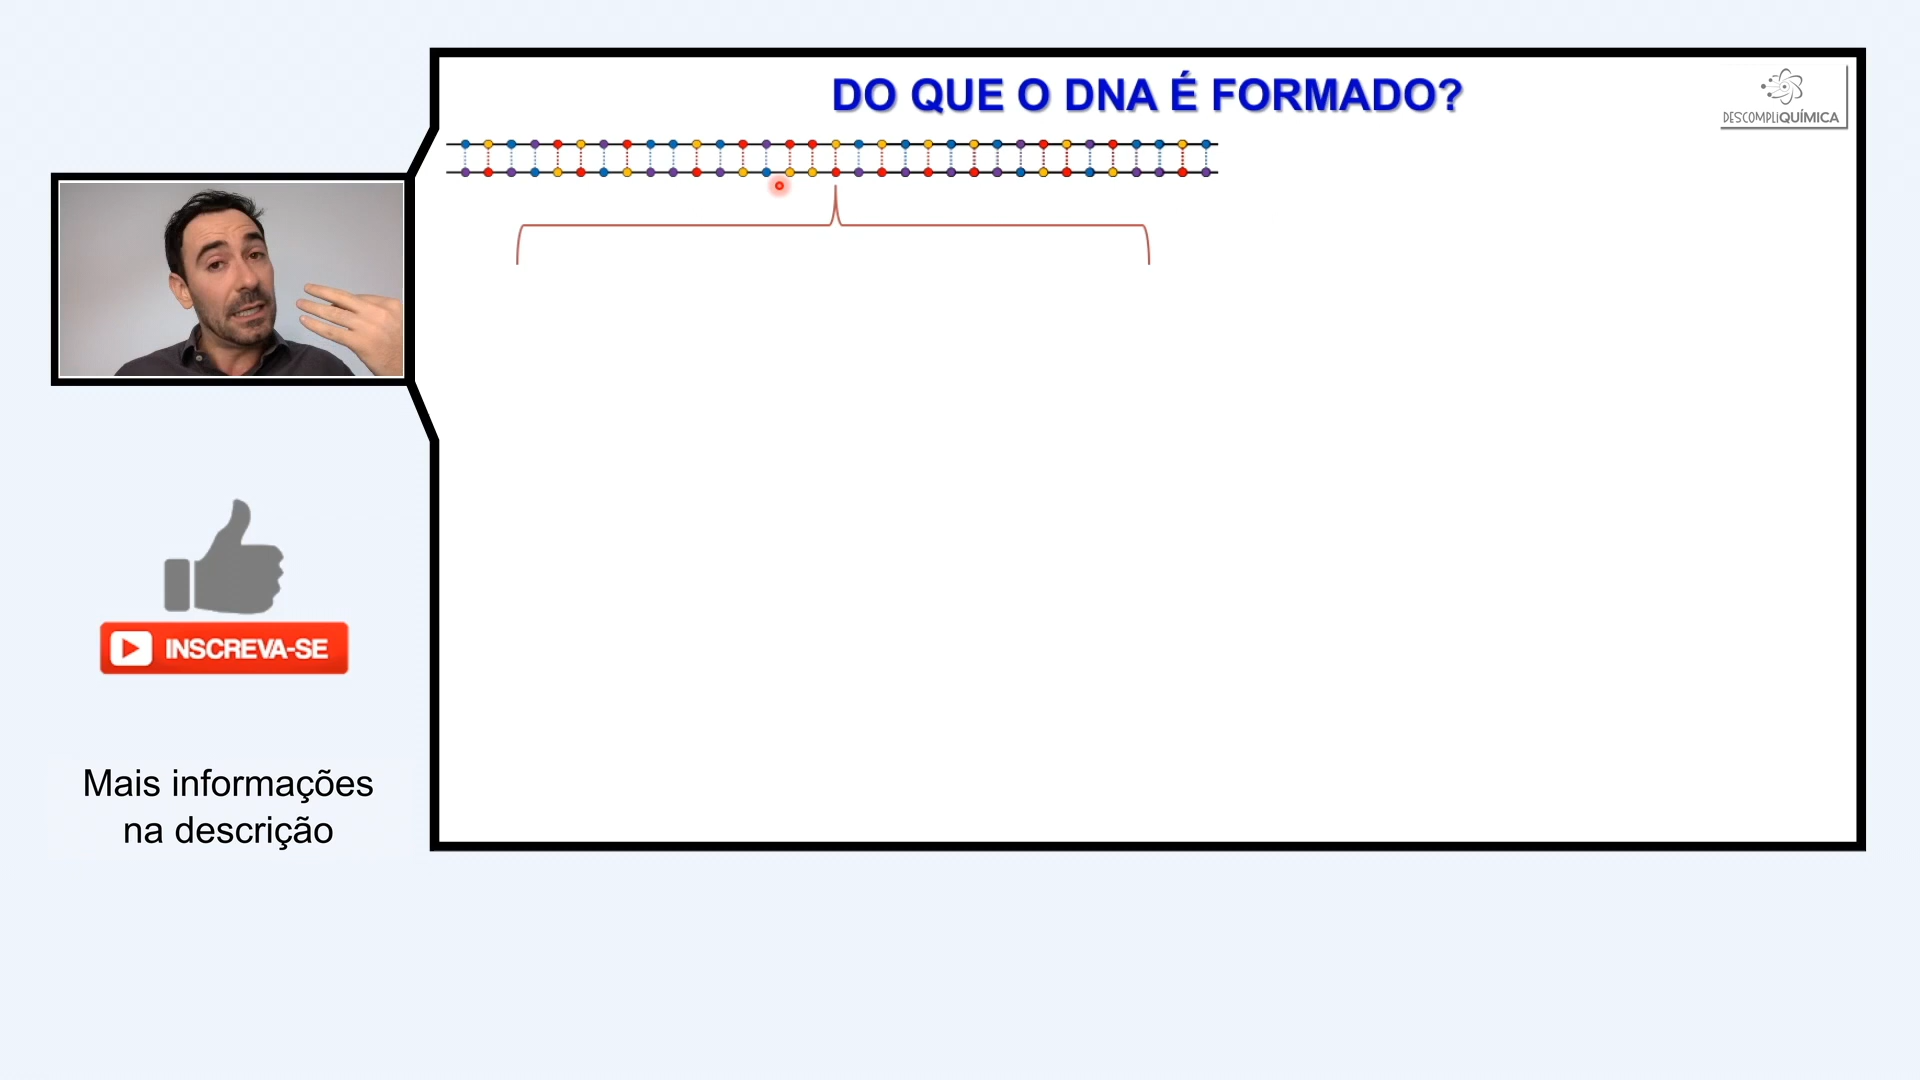 DO QUE O DNA É FORMADO?
DESCOMPLIQUÍMICA
INSCREVA-SE
Mais informações
na descrição